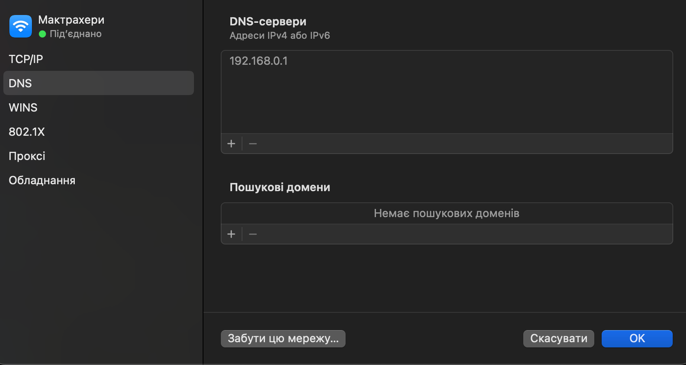 Мактрахери
Під'єднано
TCP/IP
DNS
WINS
802.1X
Проксі
Обладнання
DNS-сервери
Адреси IPv4 або IPv6
192.168.0.1
+ −
Пошукові домени
Немає пошукових доменів
+ −
Забути цю мережу...
Скасувати
ОК